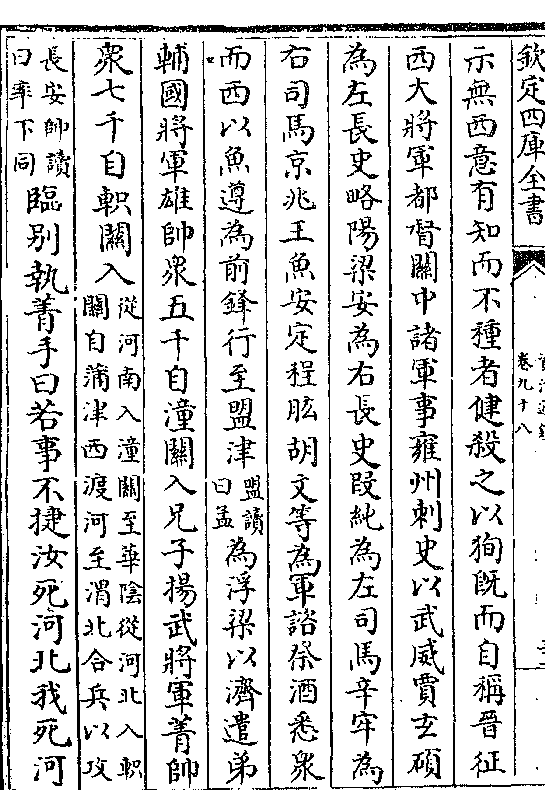 欽定四庫全書
卷九十八
示無西意有知而不種者健殺之以狥旣而自稱晉征
西大將軍都督關中諸軍事雍州刺史以武威賈𤣥碩
為左長史略陽梁安為右長史段純為左司馬辛牢為
右司馬京兆王魚安定程肱胡文等為軍諮祭酒悉衆
而西以魚遵為前鋒行至盟津盟讀曰孟為浮梁以濟遣弟
輔國將軍雄帥衆五千自潼關入兄子揚武將軍菁帥
衆七千自軹關入從河南入潼關至華陰從河北入軹關自蒲津西渡河至渭北合兵以攻
長安帥讀曰率下同臨别執菁手曰若事不捷汝死河北我死河